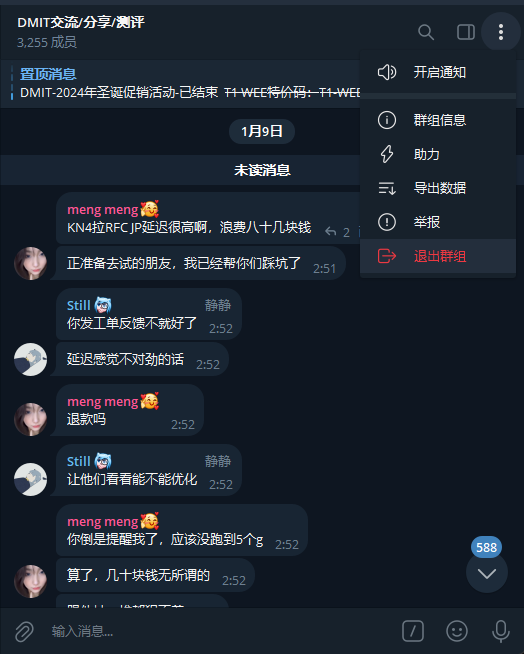 DMIT交流/分享/测评
3,255 成员
置顶消息
DMIT-2024年圣诞促销活动-已结束 T1 WEE特价码：T1-WEE
开启通知
群组信息
助力
导出数据
举报
退出群组
1月9日
未读消息
meng meng
KN4拉RFC JP延迟很高啊，浪费八十几块钱
2
正准备去试的朋友，我已经帮你们踩坑了
2:51
Still
静静
你发工单反馈不就好了
2:52
延迟感觉不对劲的话
2:52
meng meng
退款吗
2:52
Still
静静
让他们看看能不能优化
2:52
meng meng
你倒是提醒我了，应该没跑到5个g
2:52
算了，几十块钱无所谓的
2:52
588
输入消息...